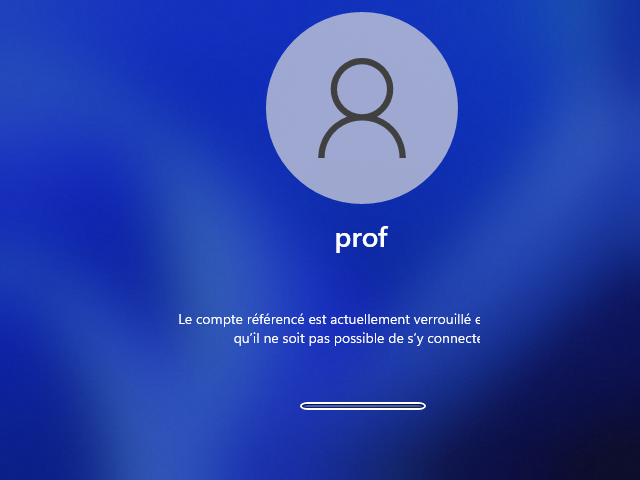 prof
Le compte référencé est actuellement verrouillé
qu'il ne soit pas possible de s'y